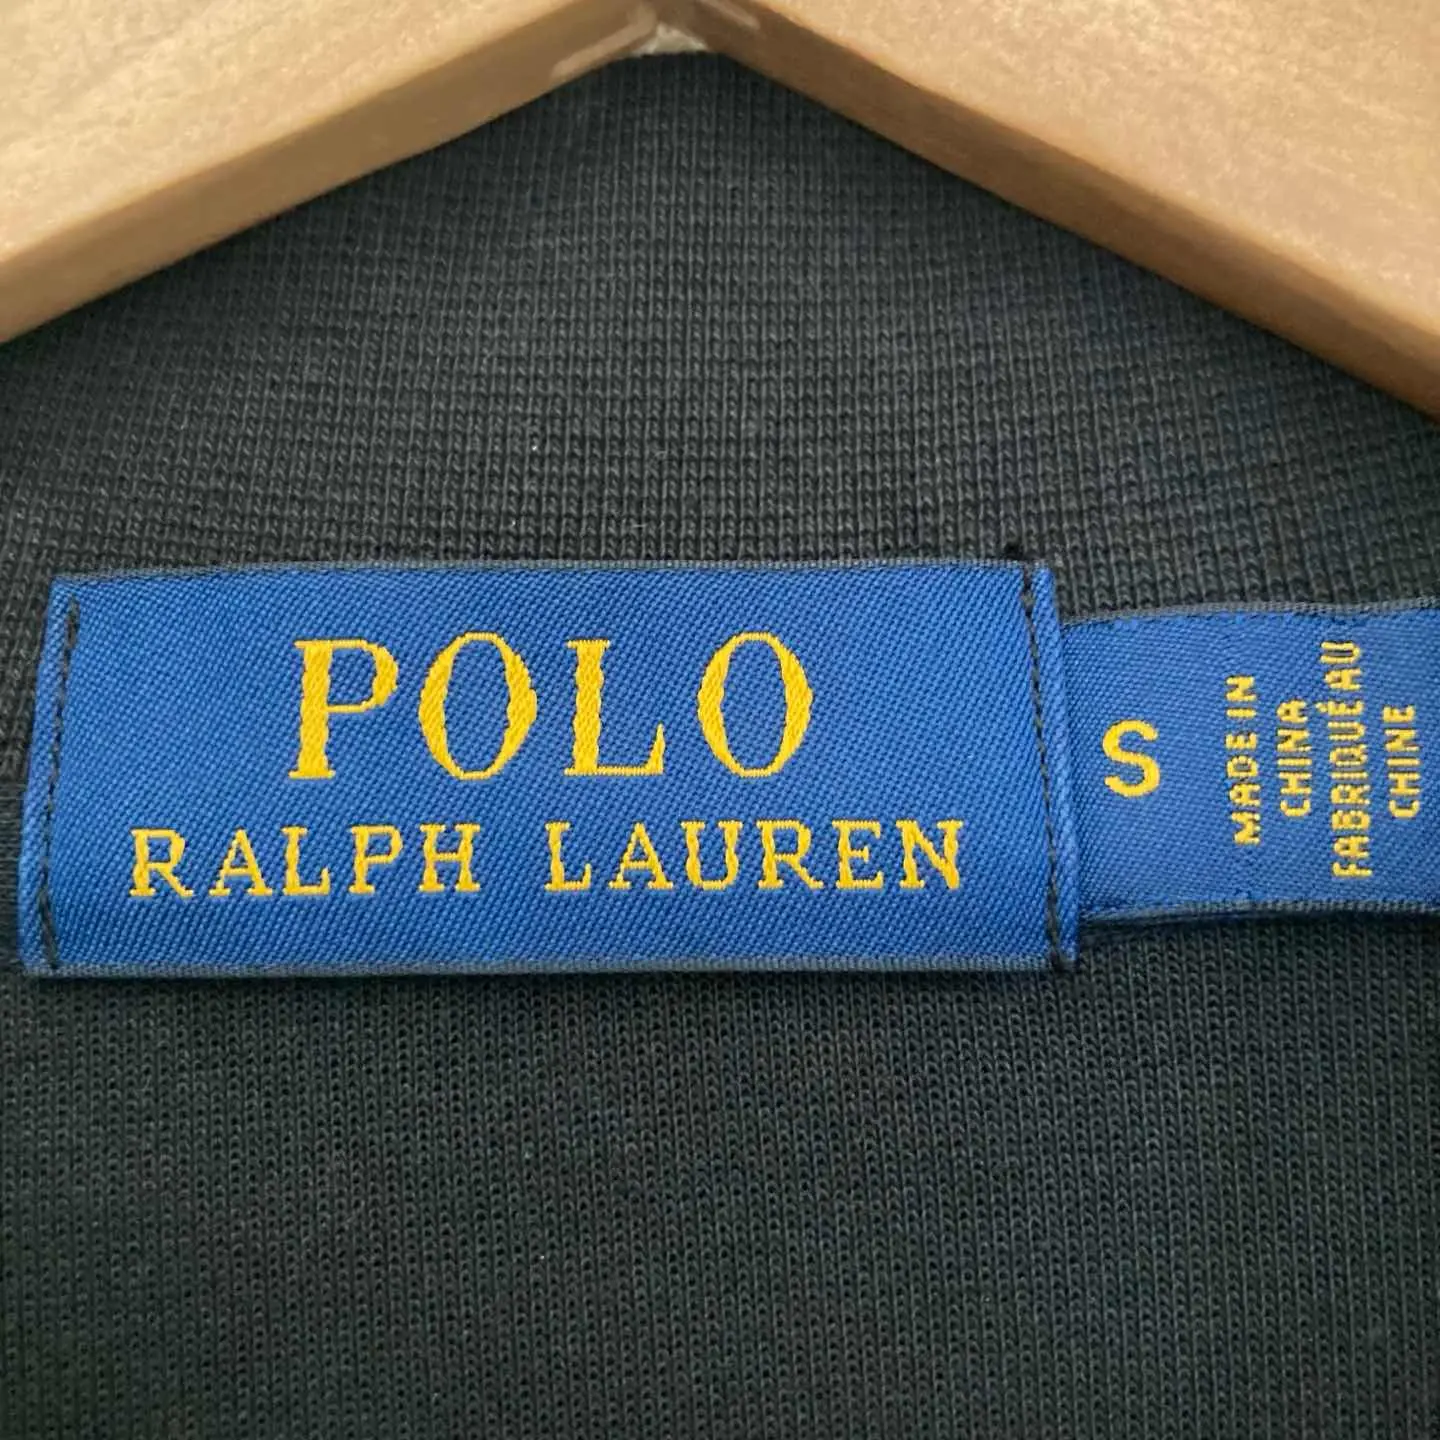 POLO
RALPH LAUREN
S
MADE IN
CHINA
FABRIQUÉ AU
CHINE